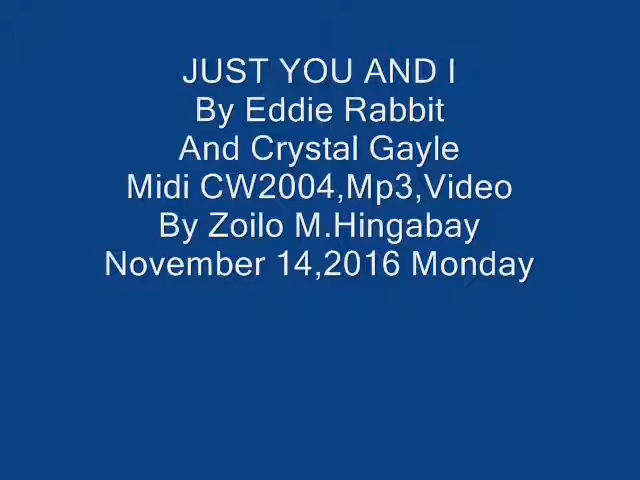 JUST YOU AND I
By Eddie Rabbit
And Crystal Gayle
Midi CW2004,Mp3,Video
By Zoilo M.Hingabay
November 14,2016 Monday